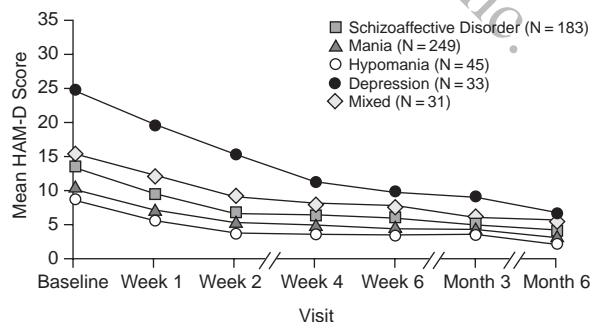 35
30
25
20
15
10
5
0
Mean HAM-D Score
Schizoaffective Disorder (N = 183)
Mania (N = 249)
Hypomania (N = 45)
Depression (N = 33)
Mixed (N = 31)
Baseline Week 1 Week 2 Week 4 Week 6 Month 3 Month 6
Visit
nc.